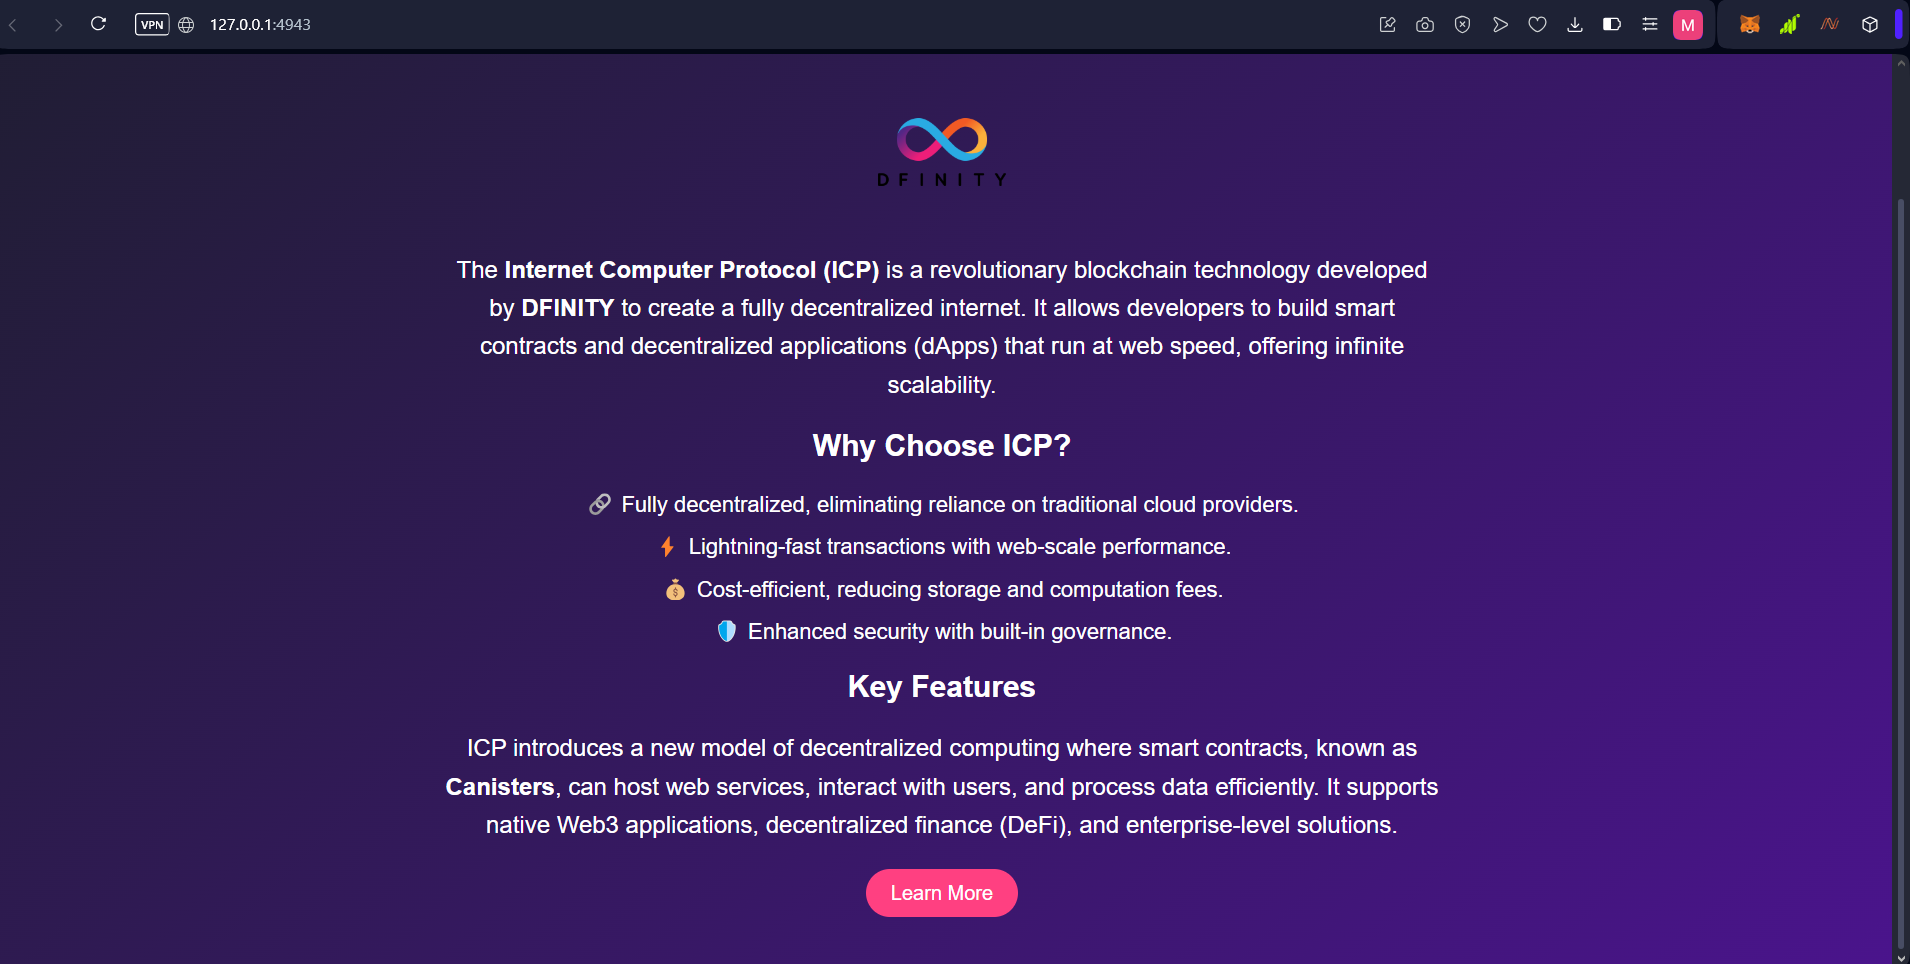 VPN
127.0.0.1:4943
M
DFINITY
The Internet Computer Protocol (ICP) is a revolutionary blockchain technology developed
by DFINITY to create a fully decentralized internet. It allows developers to build smart
contracts and decentralized applications (dApps) that run at web speed, offering infinite
scalability.
Why Choose ICP?
🔗 Fully decentralized, eliminating reliance on traditional cloud providers.
⚡ Lightning-fast transactions with web-scale performance.
💰 Cost-efficient, reducing storage and computation fees.
🛡️ Enhanced security with built-in governance.
Key Features
ICP introduces a new model of decentralized computing where smart contracts, known as
Canisters, can host web services, interact with users, and process data efficiently. It supports
native Web3 applications, decentralized finance (DeFi), and enterprise-level solutions.
Learn More